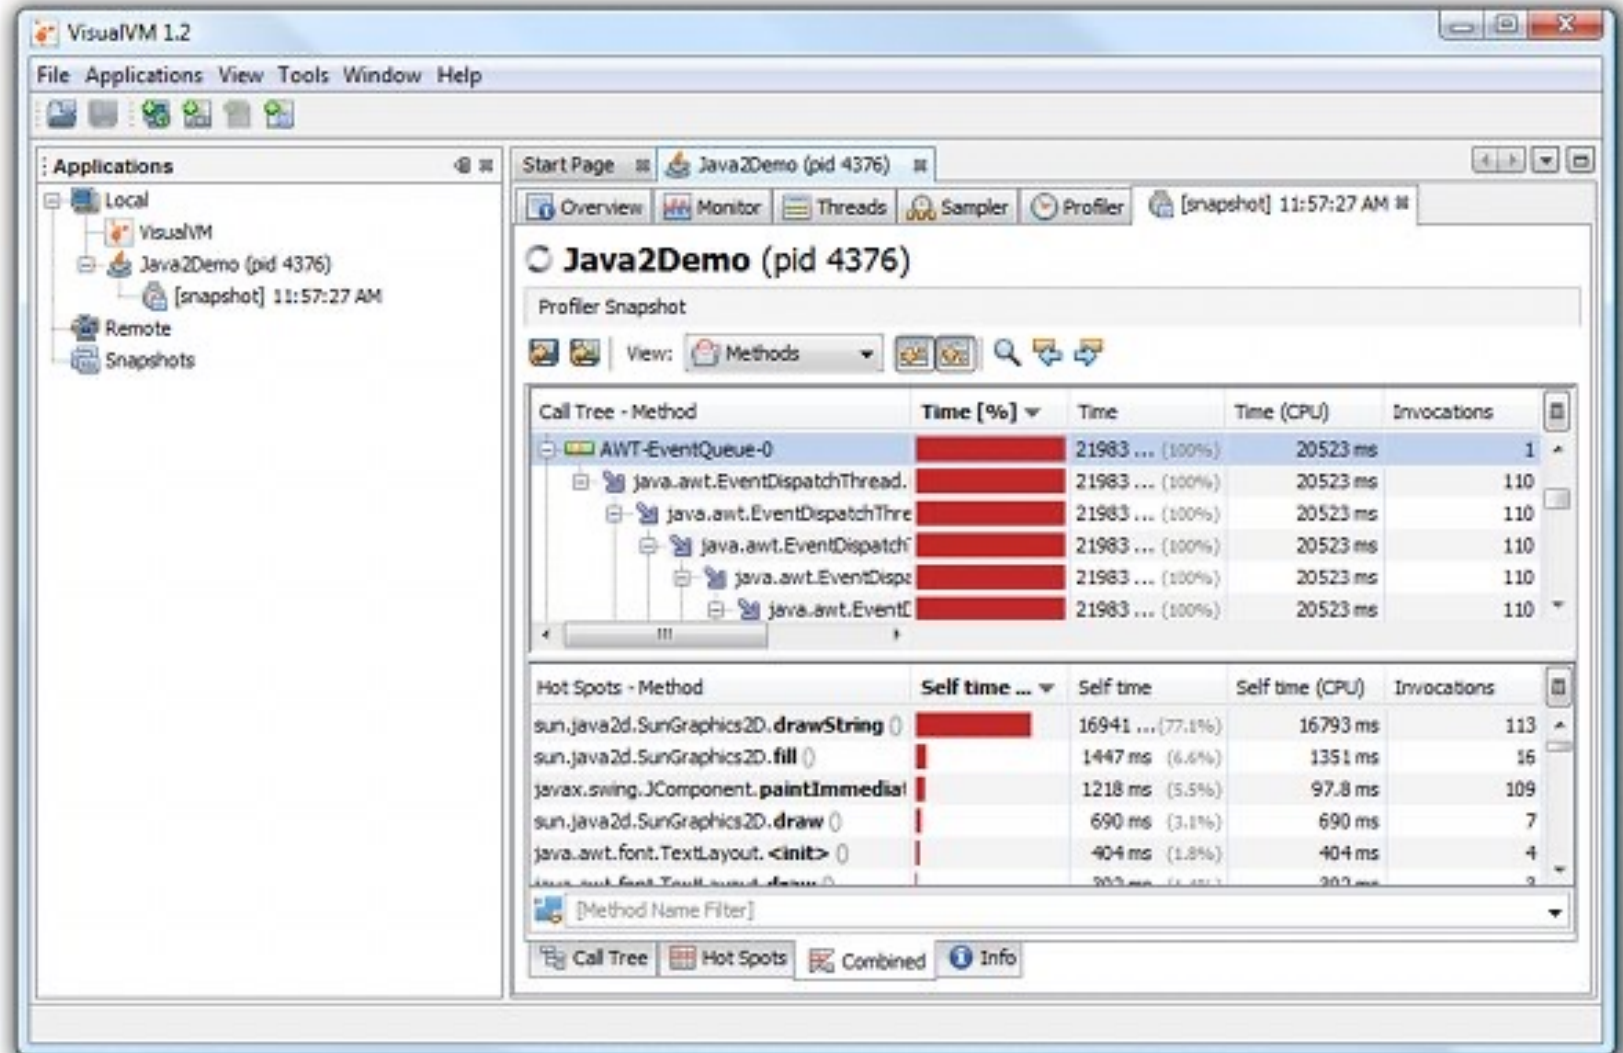 VisualVM 1.2
File Applications View Tools Window Help
Applications
Local
VisualVM
Java2Demo (pid 4376)
[snapshot] 11:57:27 AM
Remote
Snapshots
Start Page Java2Demo (pid 4376)
Overview Monitor Threads Sampler Profiler [snapshot] 11:57:27 AM
Java2Demo (pid 4376)
Profiler Snapshot
View: Methods
Call Tree - Method Time [%] Time Time (CPU) Invocations
AWT-EventQueue-0 21983 ... (100%) 20523 ms 1
java.awt.EventDispatchThread. 21983 ... (100%) 20523 ms 110
java.awt.EventDispatchThre 21983 ... (100%) 20523 ms 110
java.awt.EventDispatch 21983 ... (100%) 20523 ms 110
java.awt.EventDispa 21983 ... (100%) 20523 ms 110
java.awt.Event 21983 ... (100%) 20523 ms 110
Hot Spots - Method Self time ... Self time Self time (CPU) Invocations
sun.java2d.SunGraphics2D.drawString () 16941 ... (77.1%) 16793 ms 113
sun.java2d.SunGraphics2D.fill () 1447 ms (6.6%) 1351 ms 16
javax.swing.JComponent.paintImmediat 1218 ms (5.5%) 97.8 ms 109
sun.java2d.SunGraphics2D.draw () 690 ms (3.1%) 690 ms 7
java.awt.font.TextLayout.<init> () 404 ms (1.8%) 404 ms 4
[Method Name Filter]
Call Tree Hot Spots Combined Info